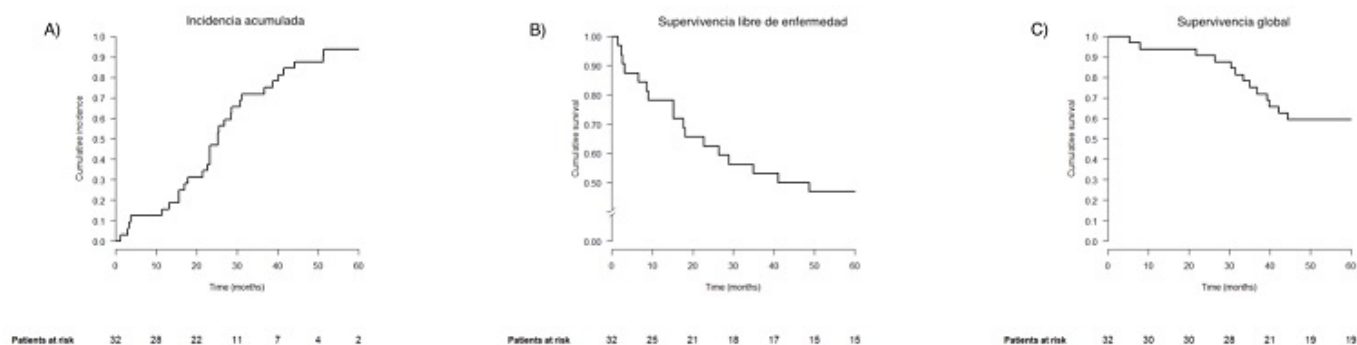 A)
Incidencia acumulada
Cumulative incidence
1.0
0.9
0.8
0.7
0.6
0.5
0.4
0.3
0.2
0.1
0.0
0 10 20 30 40 50 60
Time (months)
Patients at risk 32 28 22 11 7 4 2
B)
Supervivencia libre de enfermedad
Cumulative survival
1.00
0.90
0.80
0.70
0.60
0.50
0.00
0 10 20 30 40 50 60
Time (months)
Patients at risk 32 25 21 18 17 15 15
C)
Supervivencia global
Cumulative survival
1.0
0.9
0.8
0.7
0.6
0.5
0.4
0.3
0.2
0.1
0.0
0 10 20 30 40 50 60
Time (months)
Patients at risk 32 30 30 28 21 19 19